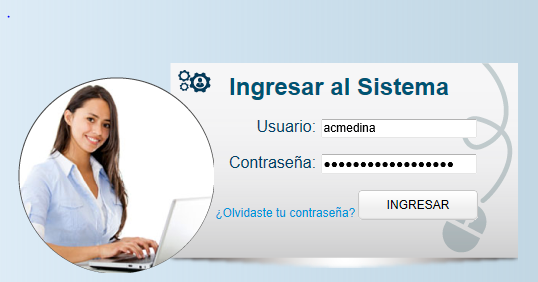 Ingresar al Sistema
Usuario: acmedina
Contraseña: ••••••••••••••••••
¿Olvidaste tu contraseña? INGRESAR